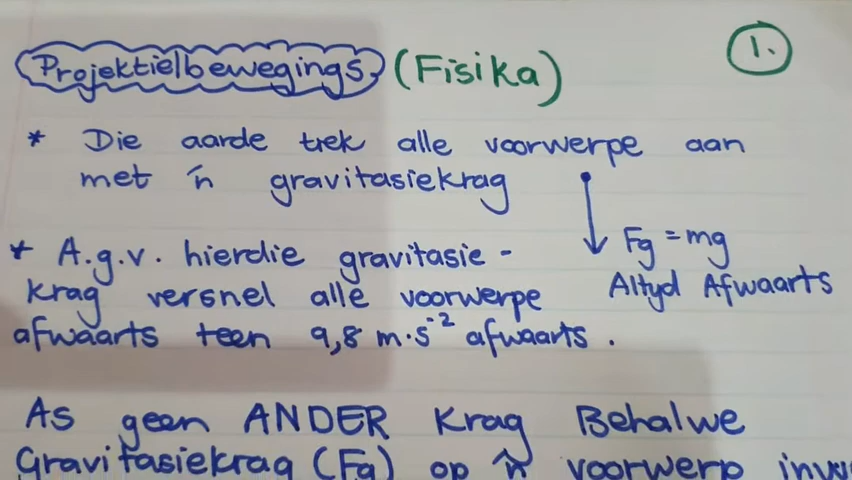 Projektielbewegings (Fisika) 1.
* Die aarde trek alle voorwerpe aan
met 'n gravitasiekrag
Fg = mg
Altyd Afwaarts
* A.g.v. hierdie gravitasie-
krag versnel alle voorwerpe
afwaarts teen 9,8 m·s⁻² afwaarts.
As geen ANDER Krag Behalwe
Gravitasiekrag (Fg) op 'n voorwerp